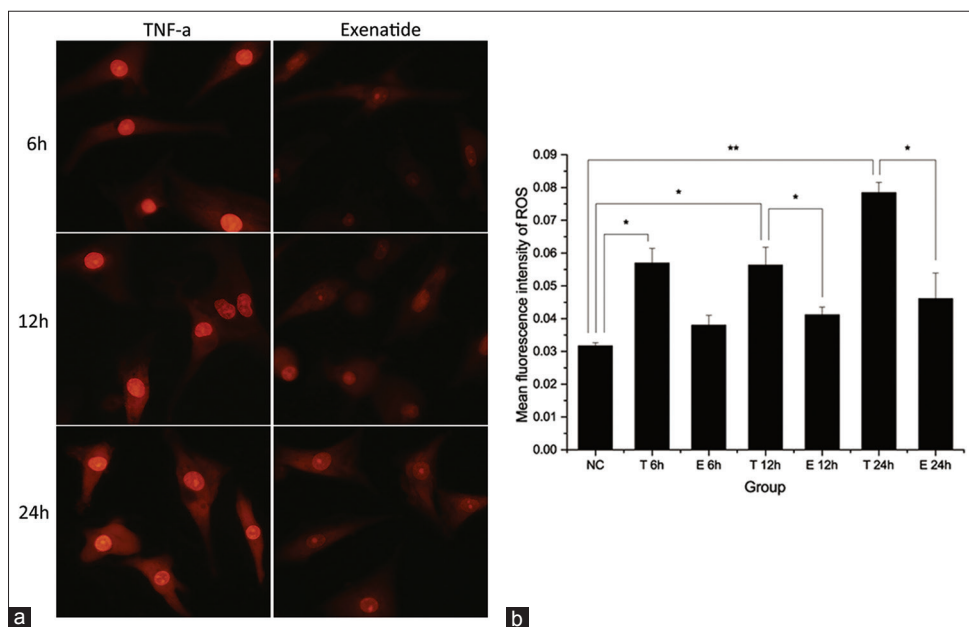 TNF-a Exenatide
6h
12h
24h
a
Mean fluorescence intensity of ROS
0.09
0.08
0.07
0.06
0.05
0.04
0.03
0.02
0.01
0.00
**
*
*
*
*
NC T 6h E 6h T 12h E 12h T 24h E 24h
Group
b